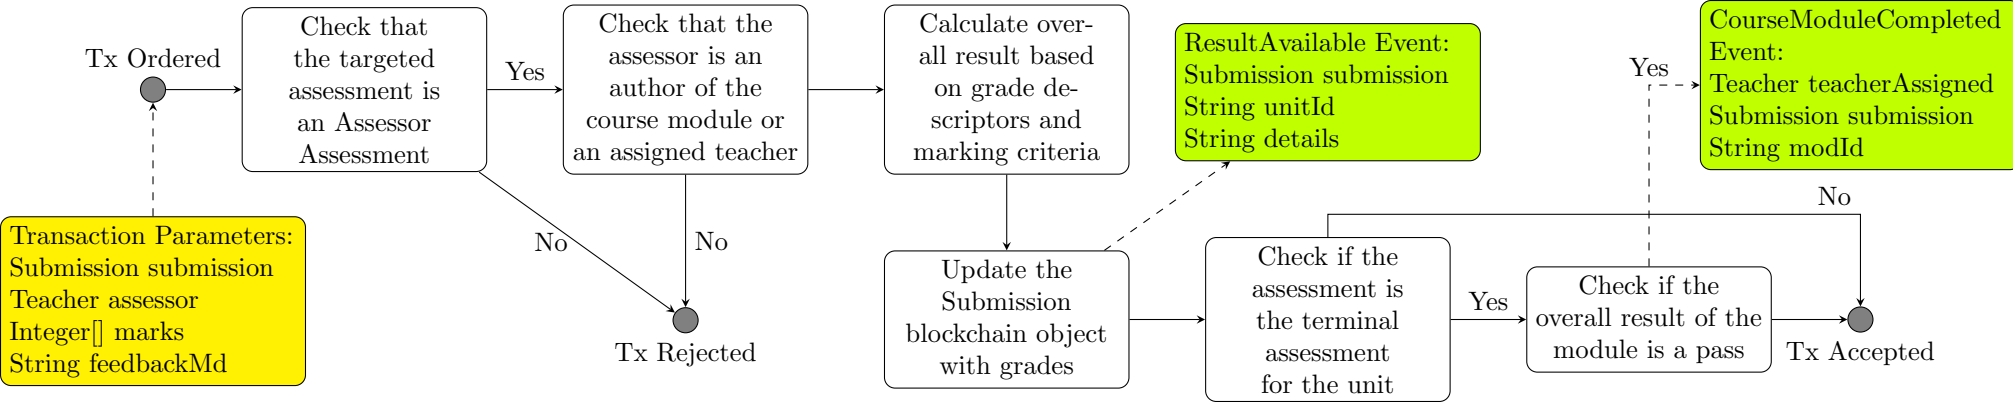 Tx Ordered
Check that
the targeted
assessment is
an Assessor
Assessment
Yes
Check that the
assessor is an
author of the
course module or
an assigned teacher
Calculate over-
all result based
on grade de-
scriptors and
marking criteria
ResultAvailable Event:
Submission submission
String unitId
String details
Yes
CourseModuleCompleted
Event:
Teacher teacherAssigned
Submission submission
String modId
Transaction Parameters:
Submission submission
Teacher assessor
Integer[] marks
String feedbackMd
No
No
Tx Rejected
Update the
Submission
blockchain object
with grades
Check if the
assessment is
the terminal
assessment
for the unit
Yes
Check if the
overall result of the
module is a pass
No
Tx Accepted